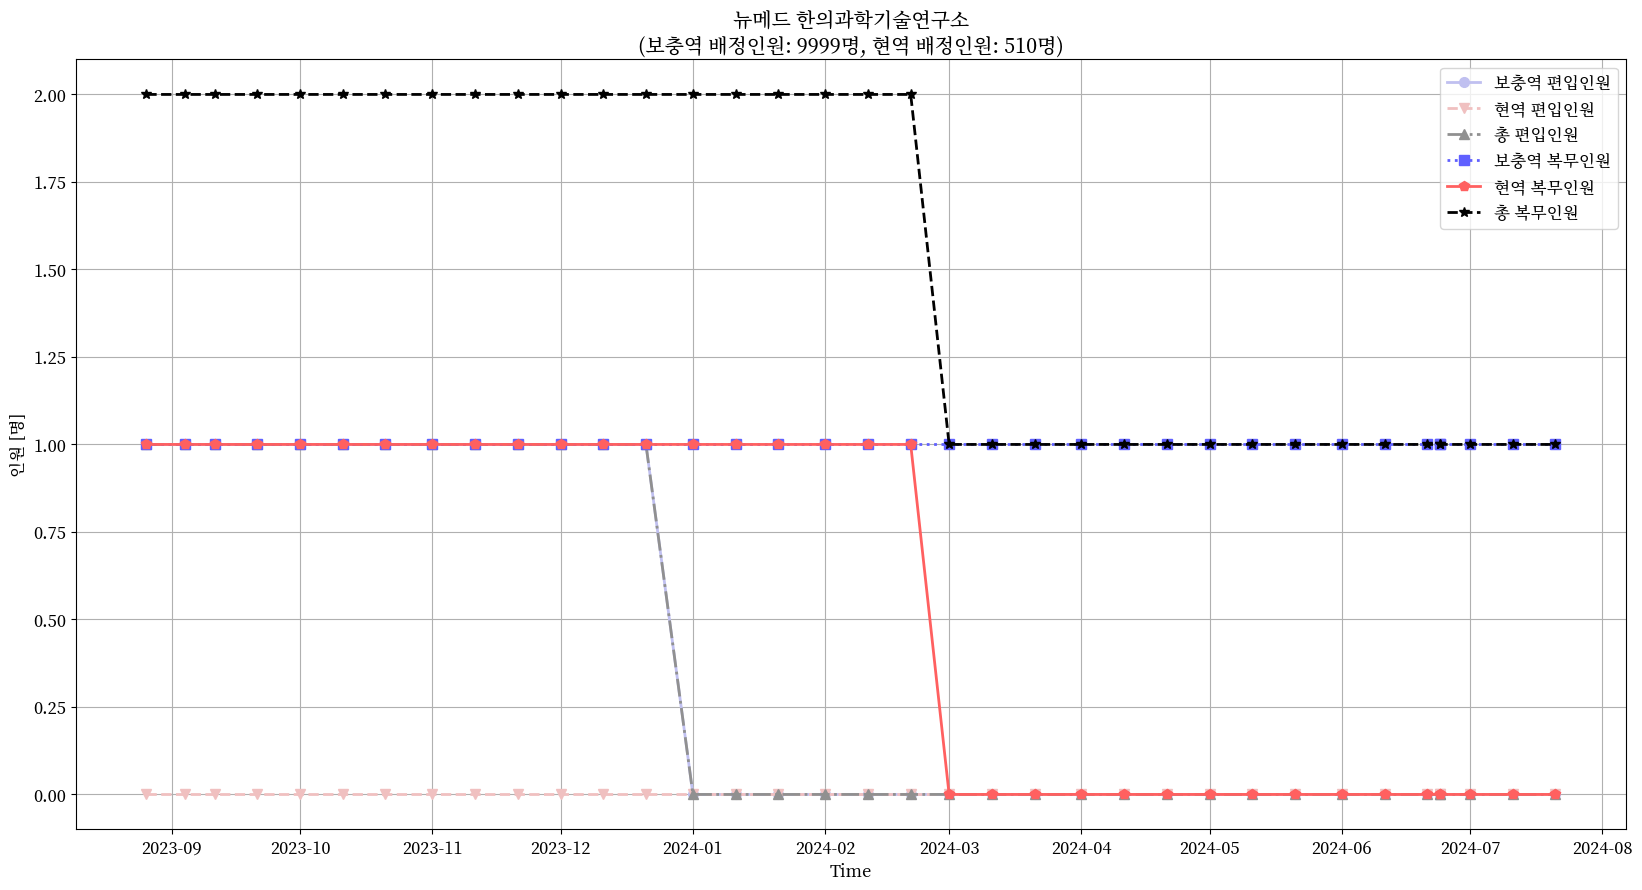 뉴메드 한의과학기술연구소
(보충역 배정인원: 9999명, 현역 배정인원: 510명)
보충역 편입인원
현역 편입인원
총 편입인원
보충역 복무인원
현역 복무인원
총 복무인원
인원 [명]
2.00
1.75
1.50
1.25
1.00
0.75
0.50
0.25
0.00
2023-09
2023-10
2023-11
2023-12
2024-01
2024-02
2024-03
2024-04
2024-05
2024-06
2024-07
2024-08
Time